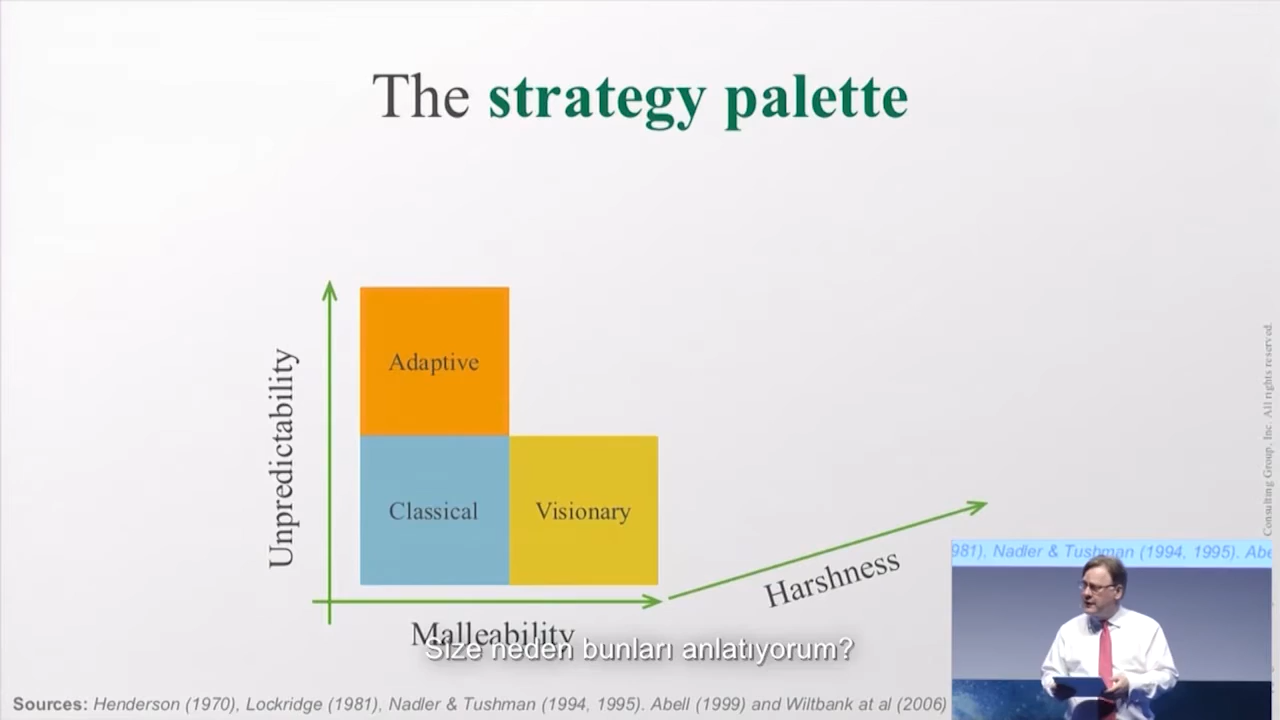 The strategy palette
Unpredictability
Adaptive
Classical
Visionary
Malleability
Harshness
Size neden bunları anlatıyorum?
Sources: Henderson (1970), Lockridge (1981), Nadler & Tushman (1994, 1995). Abell (1999) and Wiltbank at al (2006)
Consulting Group, Inc. All rights reserved.
981), Nadler & Tushman (1994, 1995). Abe